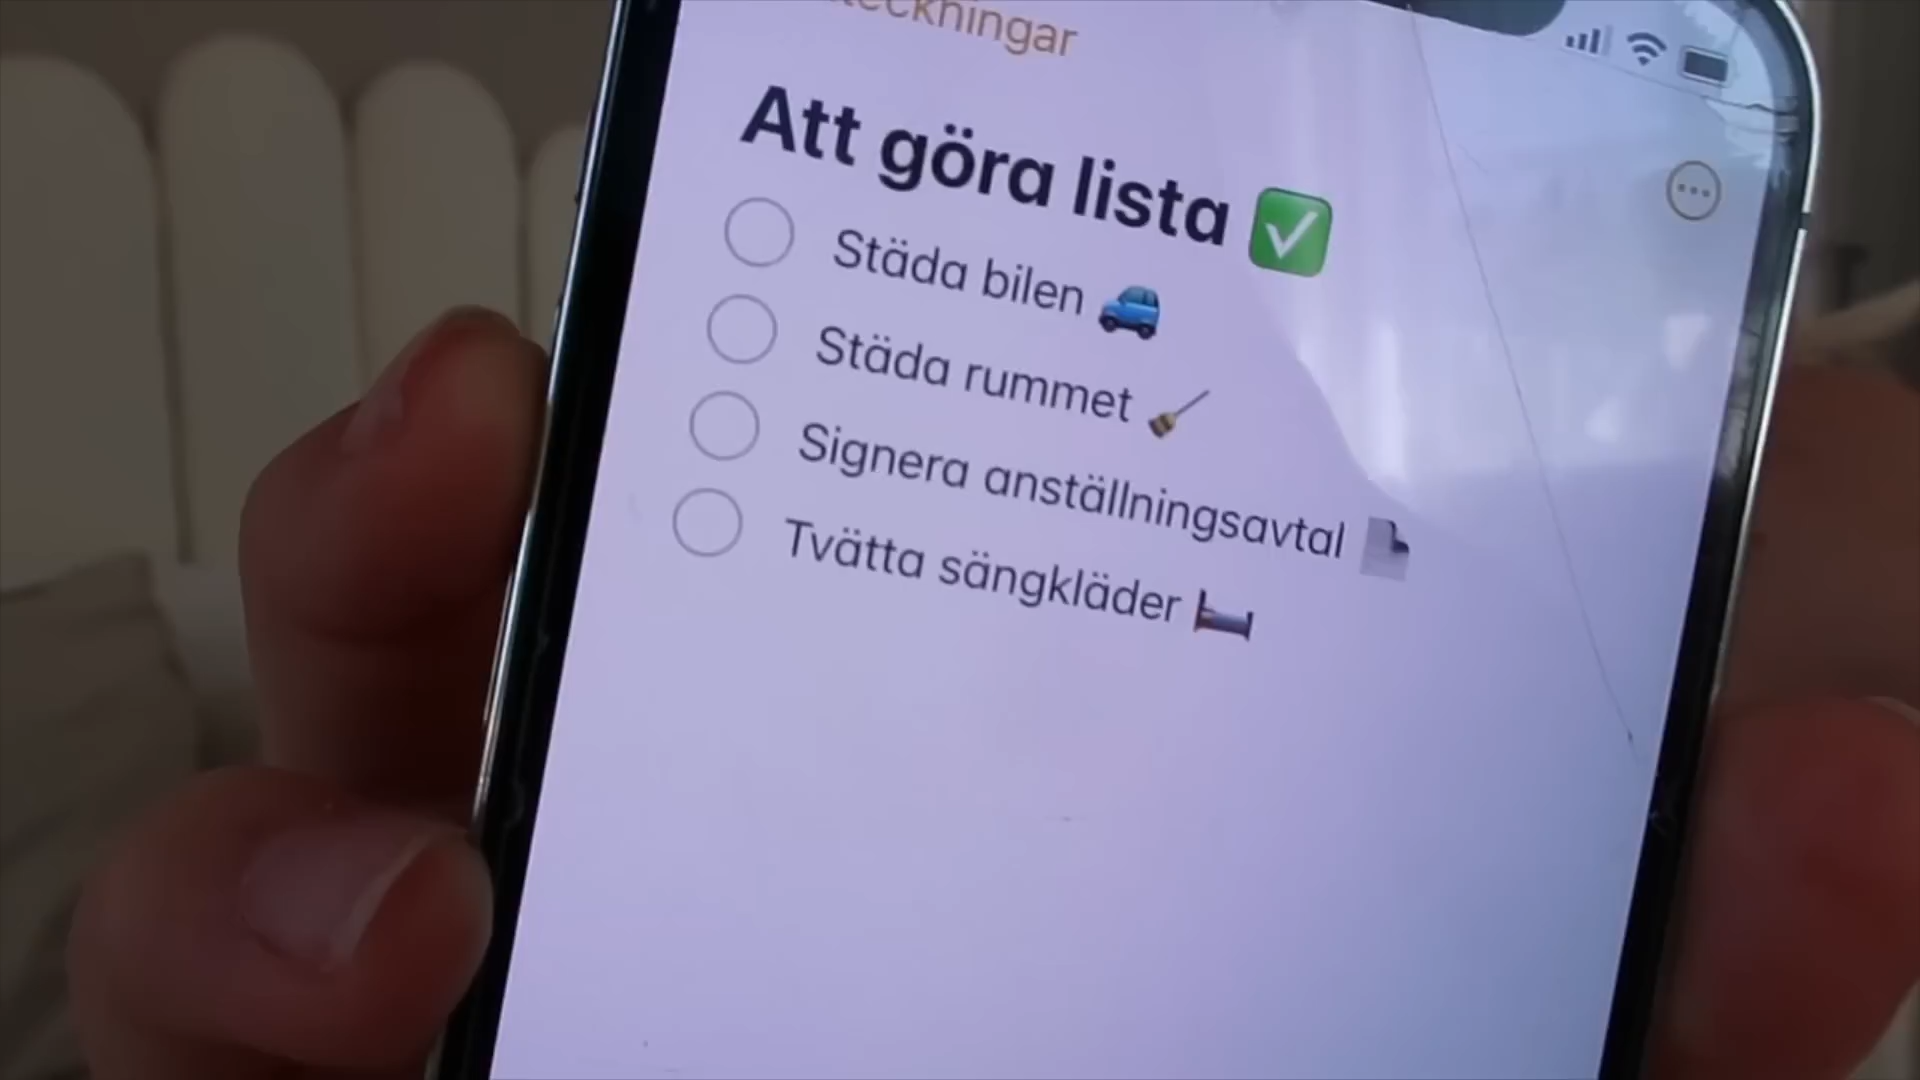 Att göra lista ✅
Städa bilen 🚙
Städa rummet 🧹
Signera anställningsavtal 📄
Tvätta sängkläder 🛏️